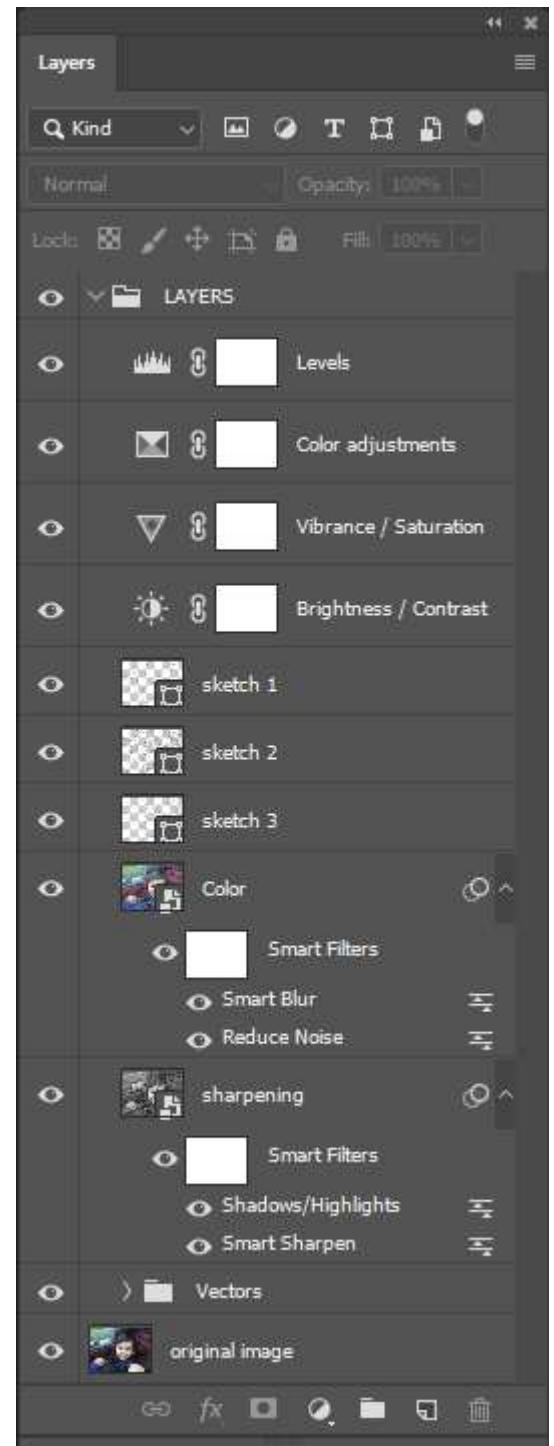 Layers
Kind
Normal Opacity: 100%
Lock: Fill: 100%
LAYERS
Levels
Color adjustments
Vibrance / Saturation
Brightness / Contrast
sketch 1
sketch 2
sketch 3
Color
Smart Filters
Smart Blur
Reduce Noise
sharpening
Smart Filters
Shadows/Highlights
Smart Sharpen
Vectors
original image
fx